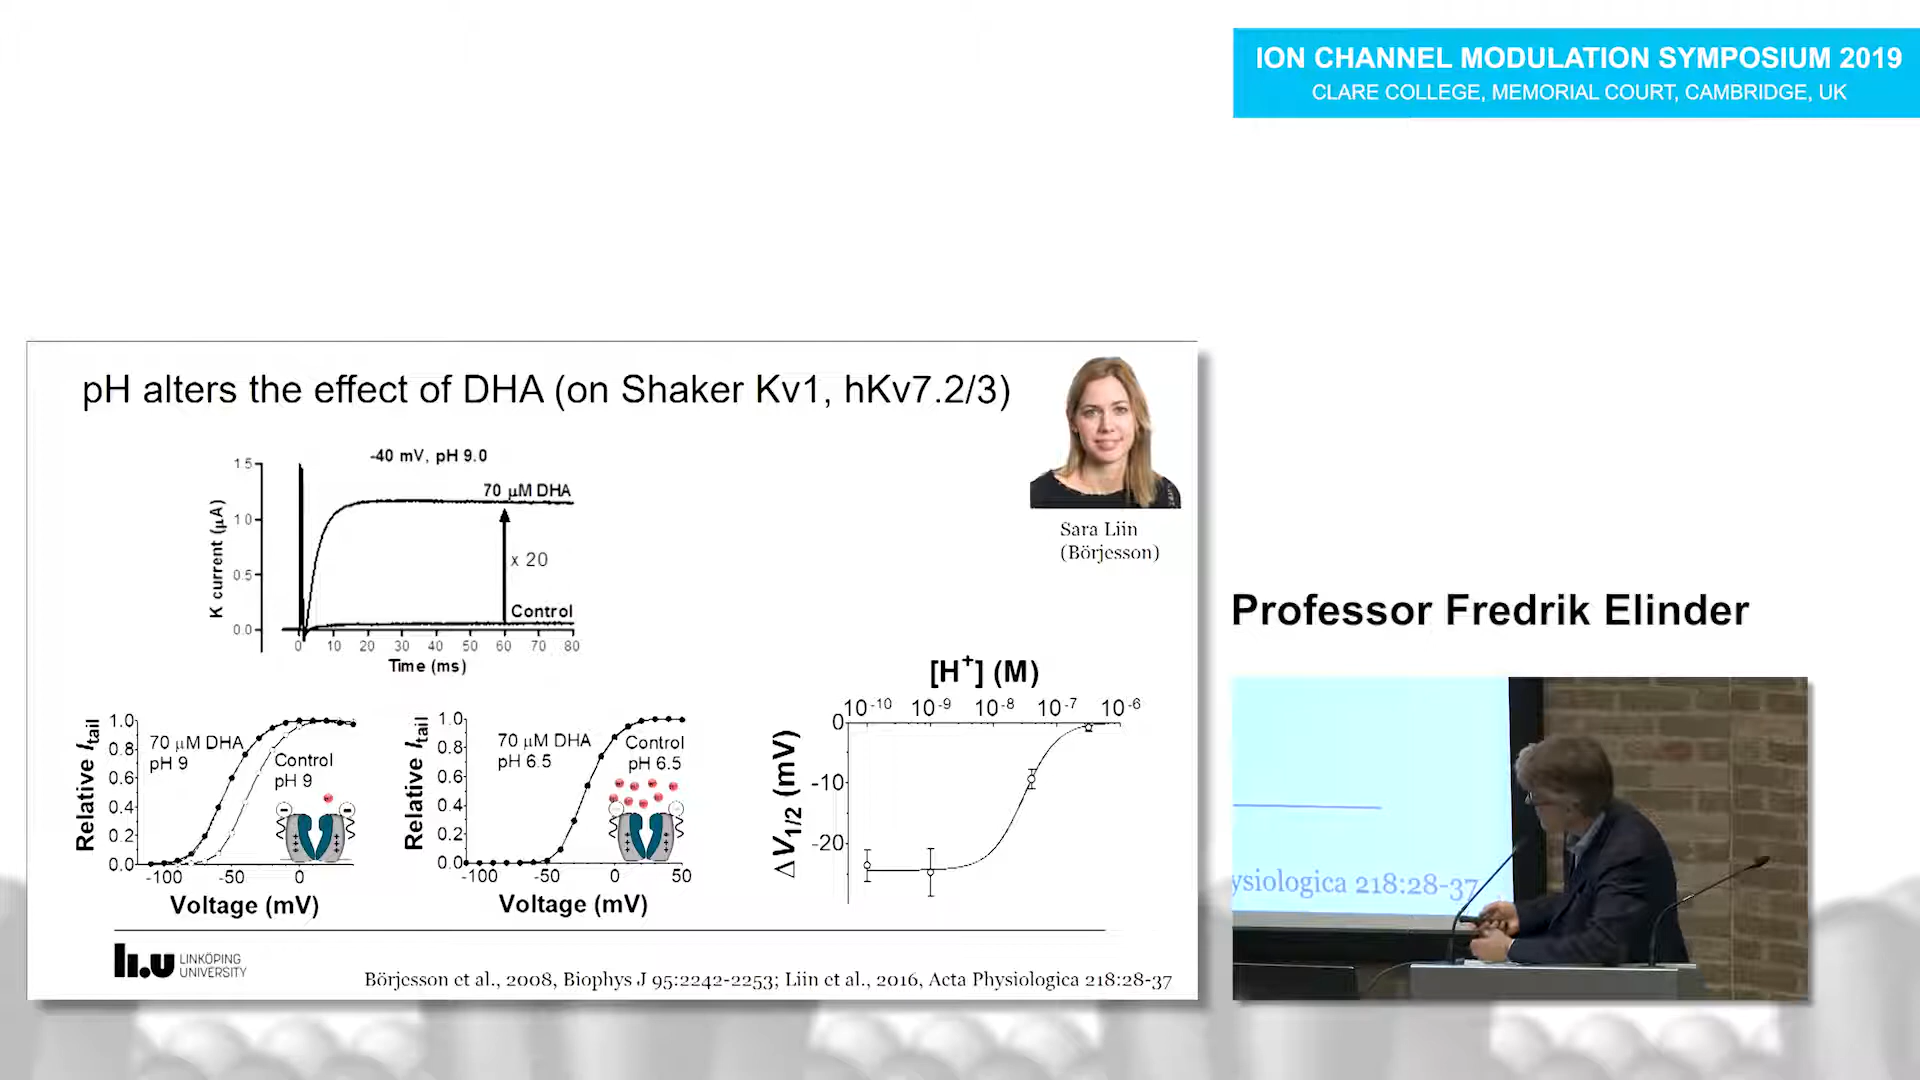 ION CHANNEL MODULATION SYMPOSIUM 2019
CLARE COLLEGE, MEMORIAL COURT, CAMBRIDGE, UK
pH alters the effect of DHA (on Shaker Kv1, hKv7.2/3)
Sara Liin
(Börjesson)
-40 mV, pH 9.0
K current (µA)
1.5
1.0
0.5
0.0
70 µM DHA
x 20
Control
0 10 20 30 40 50 60 70 80
Time (ms)
Relative Itail
1.0
0.8
0.6
0.4
0.2
0.0
70 µM DHA
pH 9
Control
pH 9
-100 -50 0
Voltage (mV)
Relative Itail
1.0
0.8
0.6
0.4
0.2
0.0
70 µM DHA
pH 6.5
Control
pH 6.5
-100 -50 0 50
Voltage (mV)
[H+] (M)
10-10 10-9 10-8 10-7 10-6
ΔV1/2 (mV)
0
-10
-20
li.u LINKÖPING
UNIVERSITY
Börjesson et al., 2008, Biophys J 95:2242-2253; Liin et al., 2016, Acta Physiologica 218:28-37
Professor Fredrik Elinder
ysiologica 218:28-37